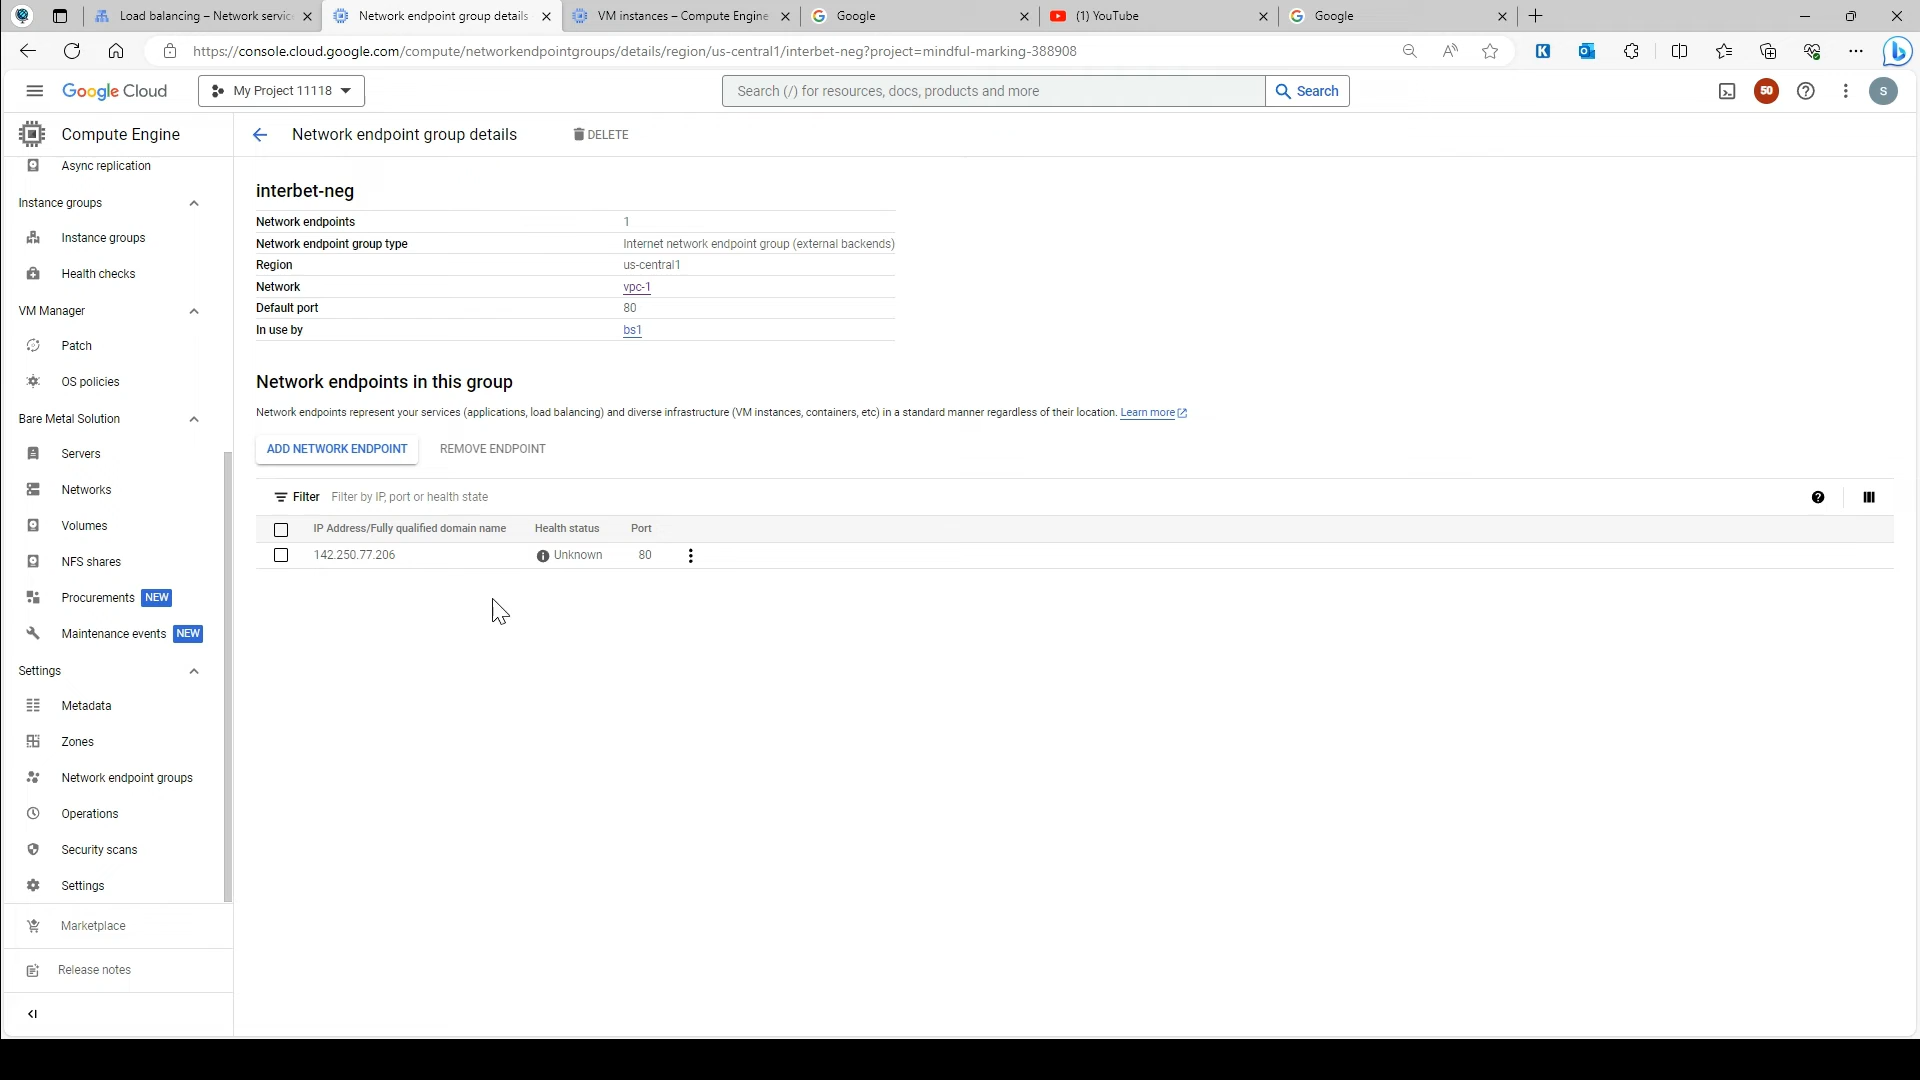 Load balancing – Network servic
Network endpoint group details
VM instances – Compute Engine
Google
(1) YouTube
Google
https://console.cloud.google.com/compute/networkendpointgroups/details/region/us-central1/interbet-neg?project=mindful-marking-388908
Google Cloud
My Project 11118
Search (/) for resources, docs, products and more
Search
50
S
Compute Engine
Network endpoint group details
DELETE
Async replication
Instance groups
Instance groups
Health checks
VM Manager
Patch
OS policies
Bare Metal Solution
Servers
Networks
Volumes
NFS shares
Procurements NEW
Maintenance events NEW
Settings
Metadata
Zones
Network endpoint groups
Operations
Security scans
Settings
Marketplace
Release notes
interbet-neg
Network endpoints 1
Network endpoint group type Internet network endpoint group (external backends)
Region us-central1
Network vpc-1
Default port 80
In use by bs1
Network endpoints in this group
Network endpoints represent your services (applications, load balancing) and diverse infrastructure (VM instances, containers, etc) in a standard manner regardless of their location. Learn more
ADD NETWORK ENDPOINT REMOVE ENDPOINT
Filter Filter by IP, port or health state
IP Address/Fully qualified domain name Health status Port
142.250.77.206 Unknown 80